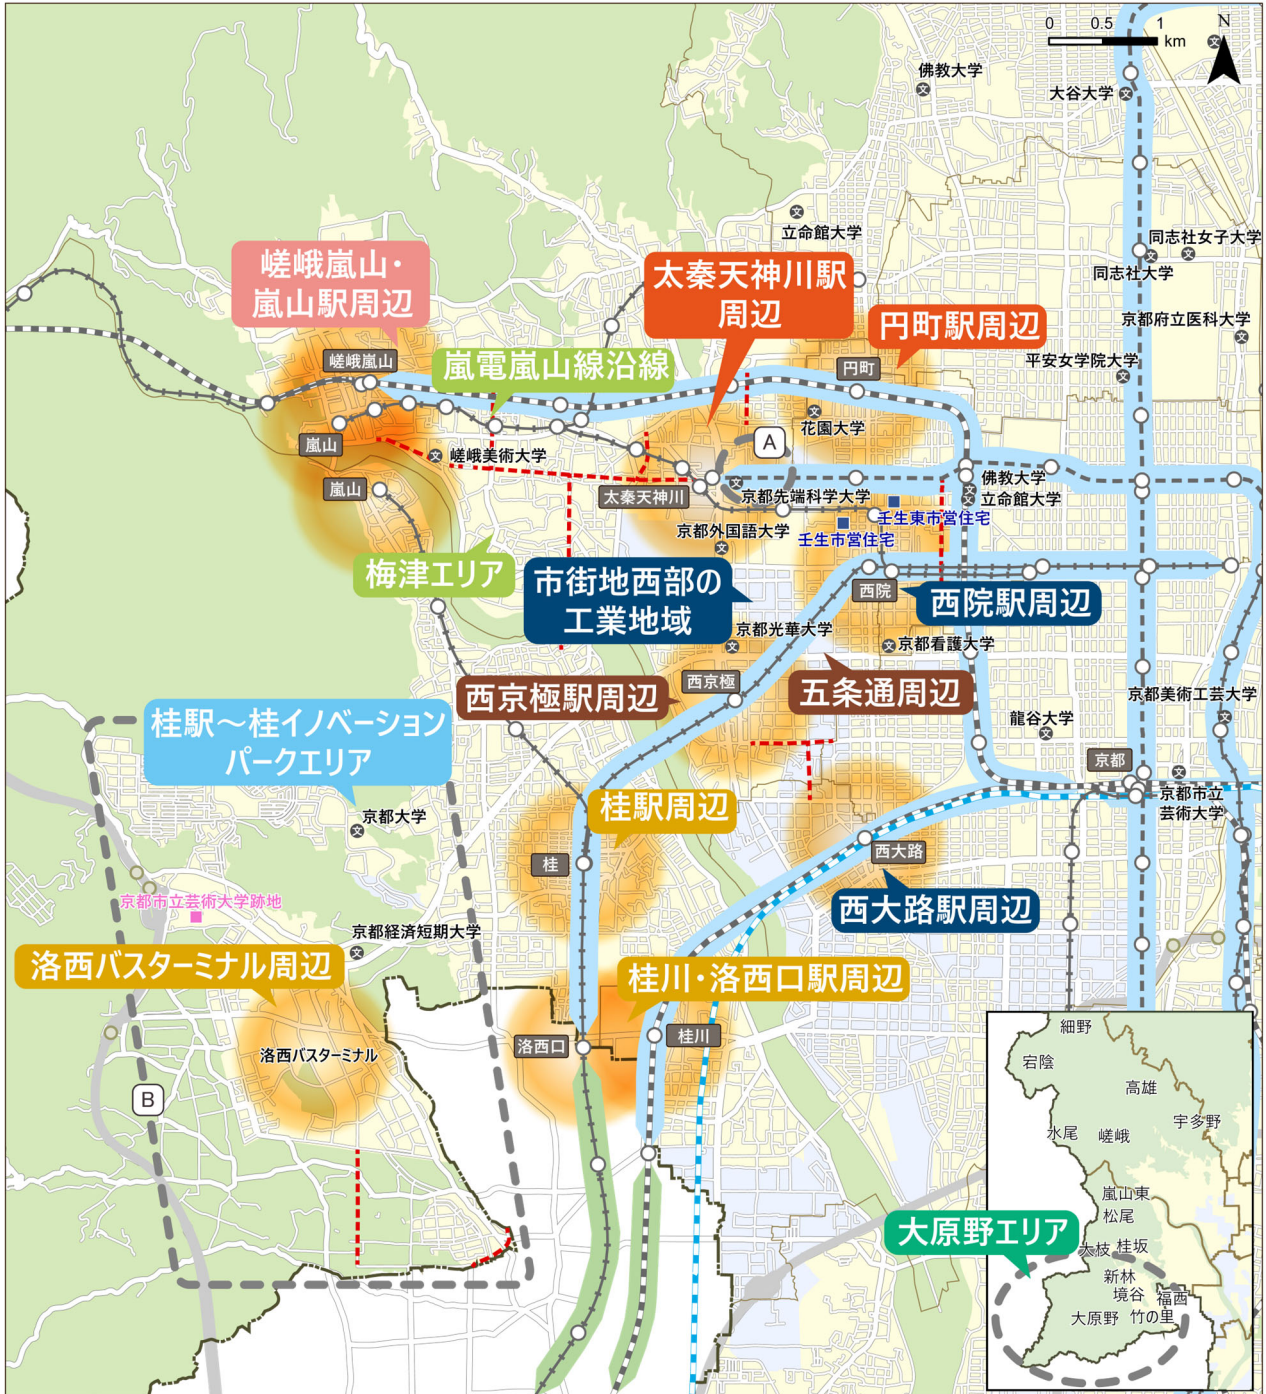 0 0.5 1
km
N
文
佛教大学
大谷大学
立命館大学
同志社女子大学
同志社大学
京都府立医科大学
平安女学院大学
嵯峨嵐山・
嵐山駅周辺
太秦天神川駅
周辺
円町駅周辺
嵯峨嵐山
嵐電嵐山線沿線
円町
花園大学
嵐山
嵯峨美術大学
A
嵐山
太秦天神川
京都先端科学大学
佛教大学
立命館大学
壬生東市営住宅
壬生市営住宅
京都外国語大学
梅津エリア
市街地西部の
工業地域
西院
西院駅周辺
京都光華大学
京都看護大学
西京極駅周辺
西京極
五条通周辺
京都美術工芸大学
龍谷大学
京都
京都市立
芸術大学
桂駅～桂イノベーション
パークエリア
京都大学
桂駅周辺
桂
西大路
西大路駅周辺
京都市立芸術大学跡地
京都経済短期大学
洛西バスターミナル周辺
桂川・洛西口駅周辺
洛西口
桂川
洛西バスターミナル
B
細野
宕陰
高雄
宇多野
水尾
嵯峨
嵐山東
松尾
大原野エリア
大枝
桂坂
新林
境谷
福西
大原野
竹の里